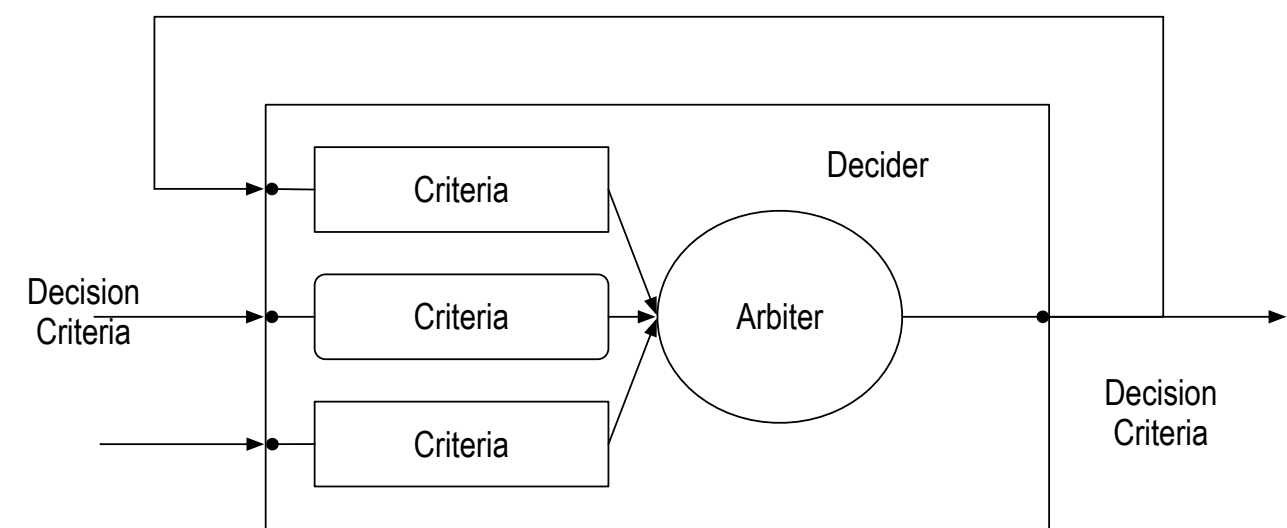 Decider
Criteria
Decision
Criteria
Criteria
Arbiter
Decision
Criteria
Criteria